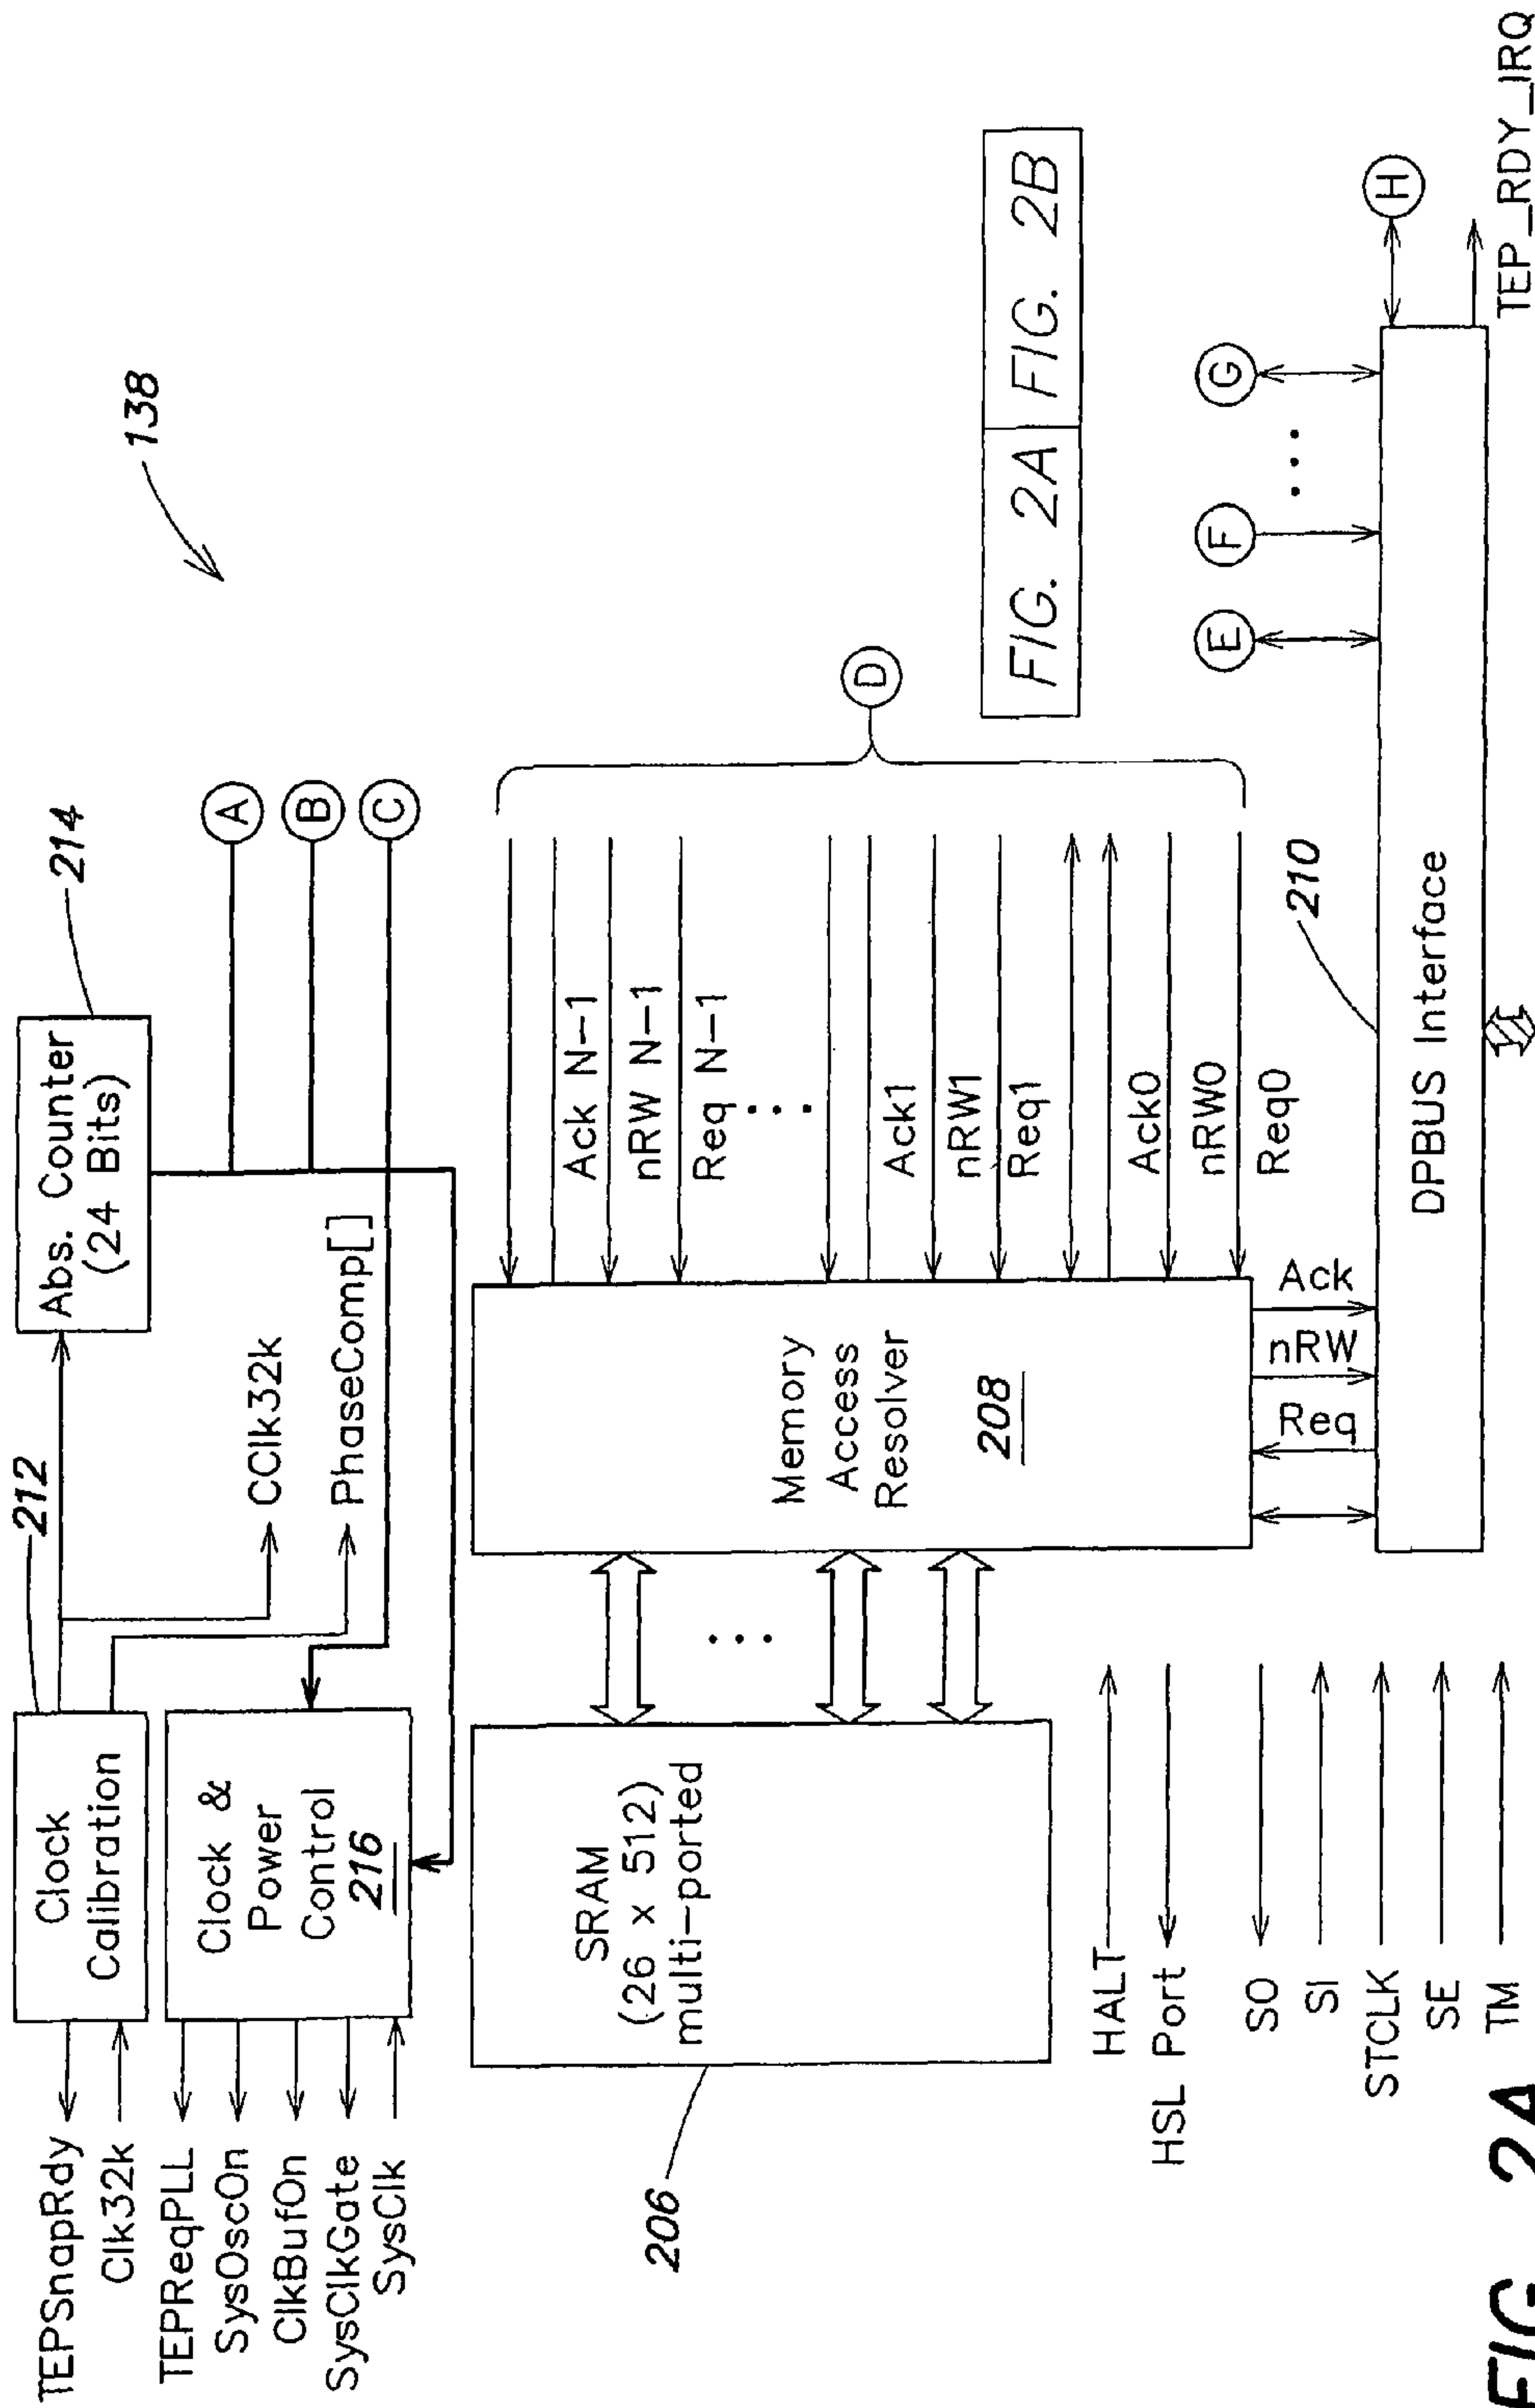 138
TEPSnapRdy
Clk32k
TEPReqPLL
SysOscOn
ClkBufOn
SysClkGate
SysClk
Clock
Calibration
212
Clock &
Power
Control
216
Abs. Counter
(24 Bits)
214
CClk32k
PhaseComp[]
A
B
C
SRAM
(26 x 512)
multi-ported
206
...
Memory
Access
Resolver
208
Ack N-1
nRW N-1
Req N-1
...
Ack1
nRW1
Req1
Ack0
nRW0
Req0
D
FIG. 2A
FIG. 2B
HALT
HSL Port
SO
SI
STCLK
SE
TM
Req
nRW
Ack
210
DPBUS Interface
E
F
...
G
H
TEP_RDY_IRQ
FIG. 2A